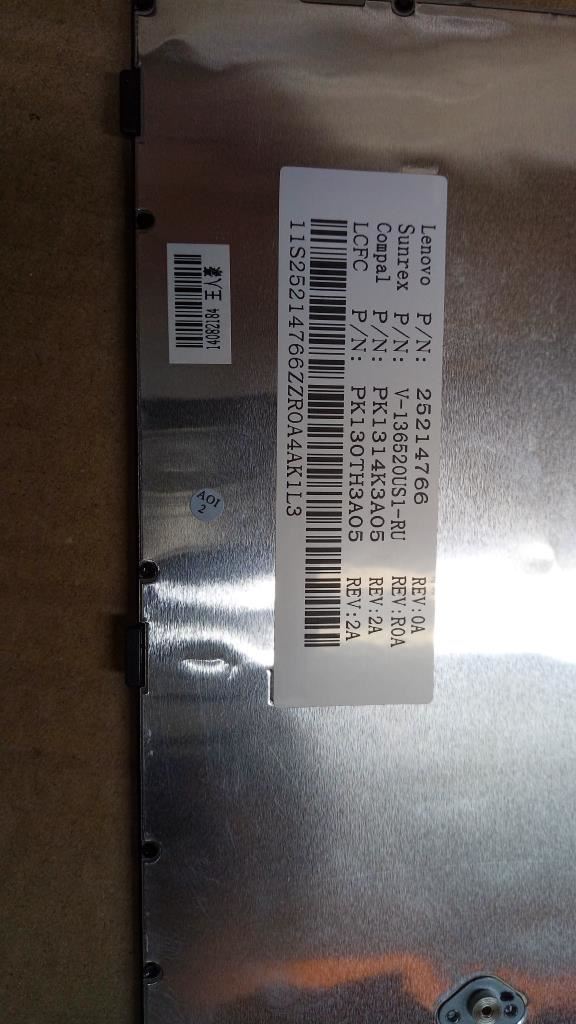 Lenovo P/N: 25214766 REV:0A
Sunrex P/N: V-136520US1-RU REV:R0A
Compal P/N: PK1314K3A05 REV:2A
LCFC P/N: PK130TH3A05 REV:2A
11S25214766ZZR0A4AK1L3
14082184
AOI
2